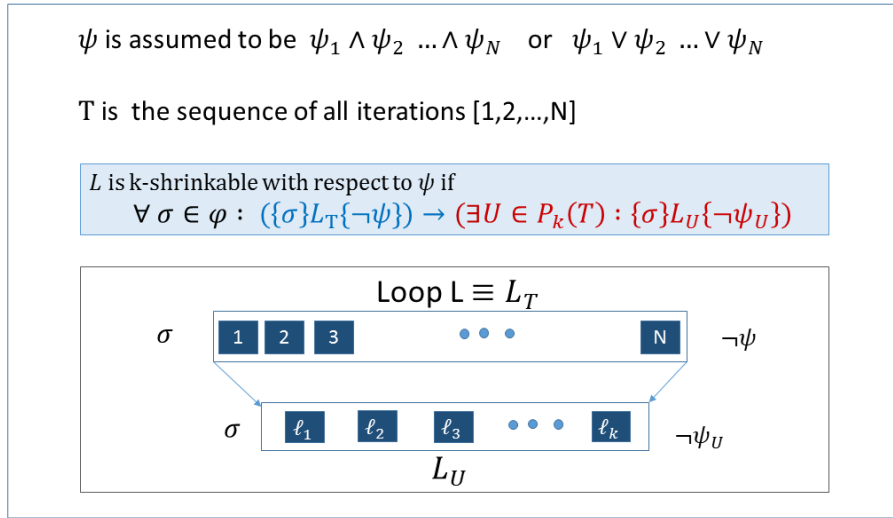 ψ is assumed to be ψ₁ ∧ ψ₂ … ∧ ψ_N or ψ₁ ∨ ψ₂ … ∨ ψ_N
T is the sequence of all iterations [1,2,…,N]
L is k-shrinkable with respect to ψ if
∀ σ ∈ φ : ({σ}L_T{¬ψ}) → (∃U ∈ P_k(T) : {σ}L_U{¬ψ_U})
Loop L ≡ L_T
σ 1 2 3 • • • N ¬ψ
σ ℓ₁ ℓ₂ ℓ₃ • • • ℓ_k ¬ψ_U
L_U